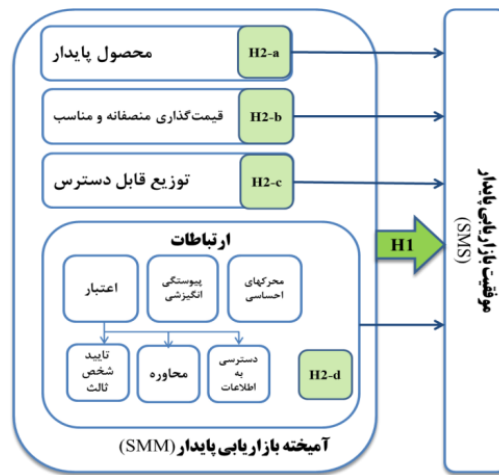 محصول پایدار
H2-a
قیمت‌گذاری منصفانه و مناسب
H2-b
توزیع قابل دسترس
H2-c
ارتباطات
محرکهای
احساسی
پیوستگی
انگیزشی
اعتبار
دسترسی
به
اطلاعات
محاوره
تایید
شخص
ثالث
H2-d
آمیخته بازاریابی پایدار (SMM)
H1
موفقیت بازاریابی پایدار
(SMS)